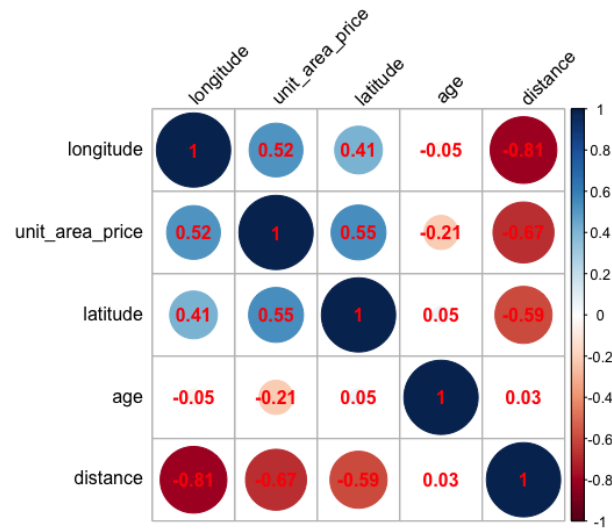 longitude unit_area_price latitude age distance
longitude 1 0.52 0.41 -0.05 -0.81 1
0.8
unit_area_price 0.52 1 0.55 -0.21 -0.67 0.6
0.4
0.2
latitude 0.41 0.55 1 0.05 -0.59 0
-0.2
age -0.05 -0.21 0.05 1 0.03 -0.4
-0.6
distance -0.81 -0.67 -0.59 0.03 1 -0.8
-1